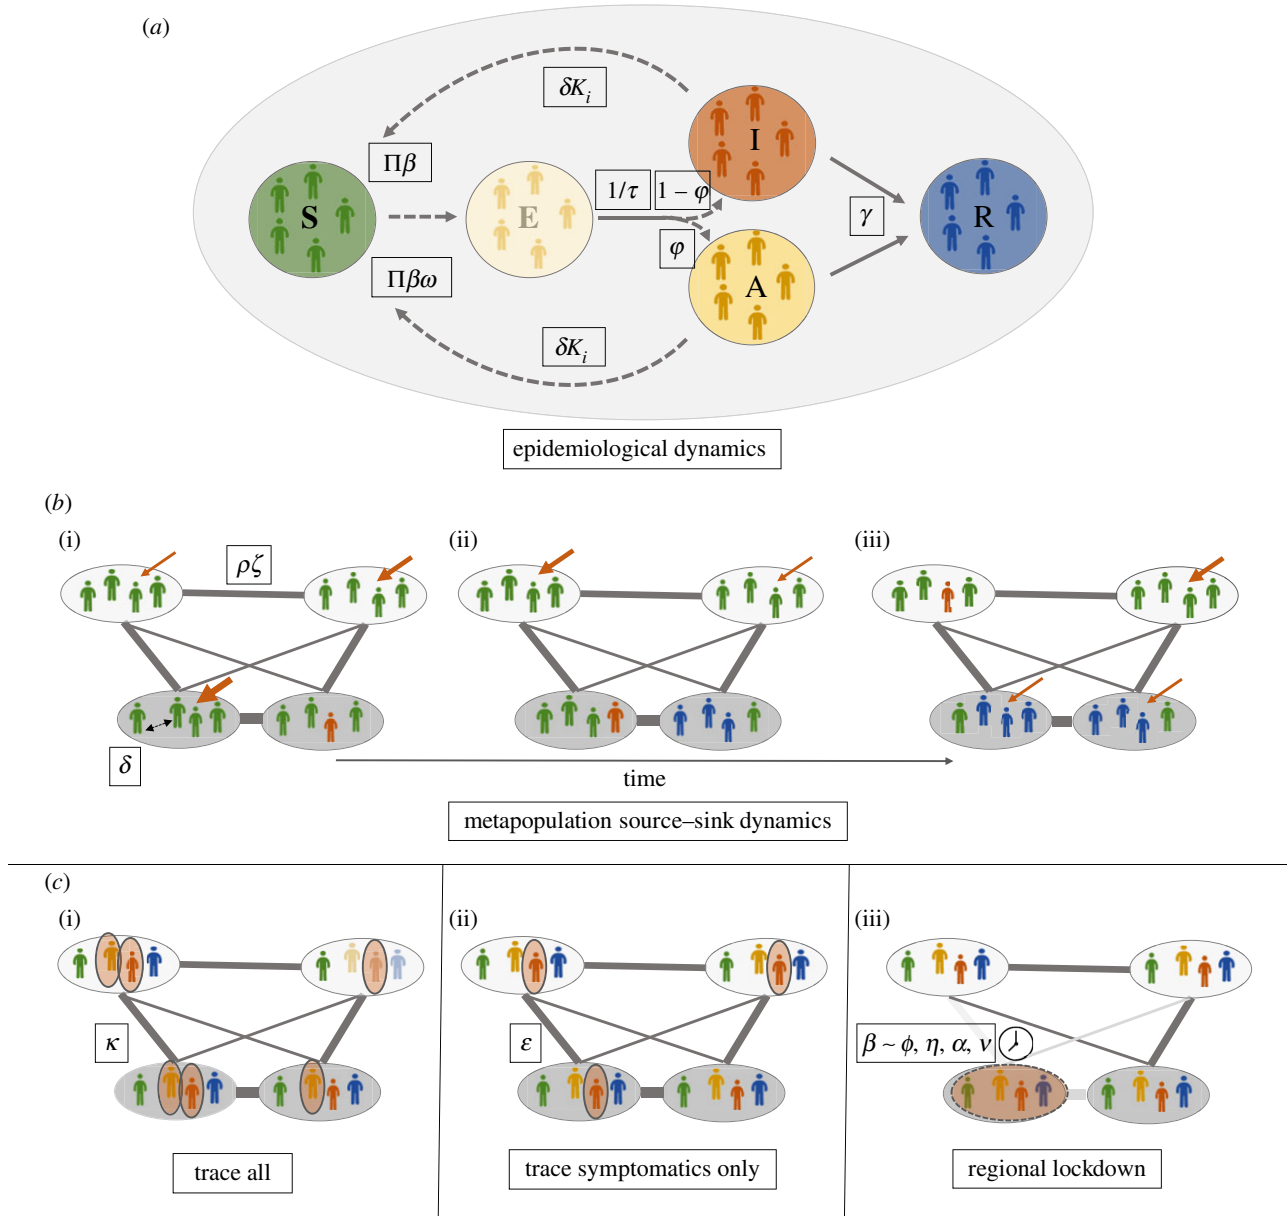 (a)
δK_i
Πβ
I
1/τ
1 – φ
S
E
γ
R
φ
Πβω
A
δK_i
epidemiological dynamics
(b)
(i)
(ii)
(iii)
ρζ
δ
time
metapopulation source–sink dynamics
(c)
(i)
(ii)
(iii)
κ
ε
β ~ ϕ, η, α, ν
trace all
trace symptomatics only
regional lockdown